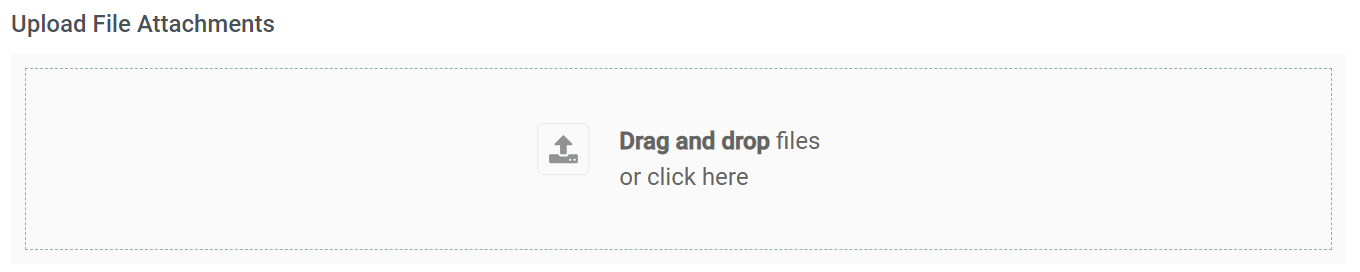 Upload File Attachments
Drag and drop files
or click here